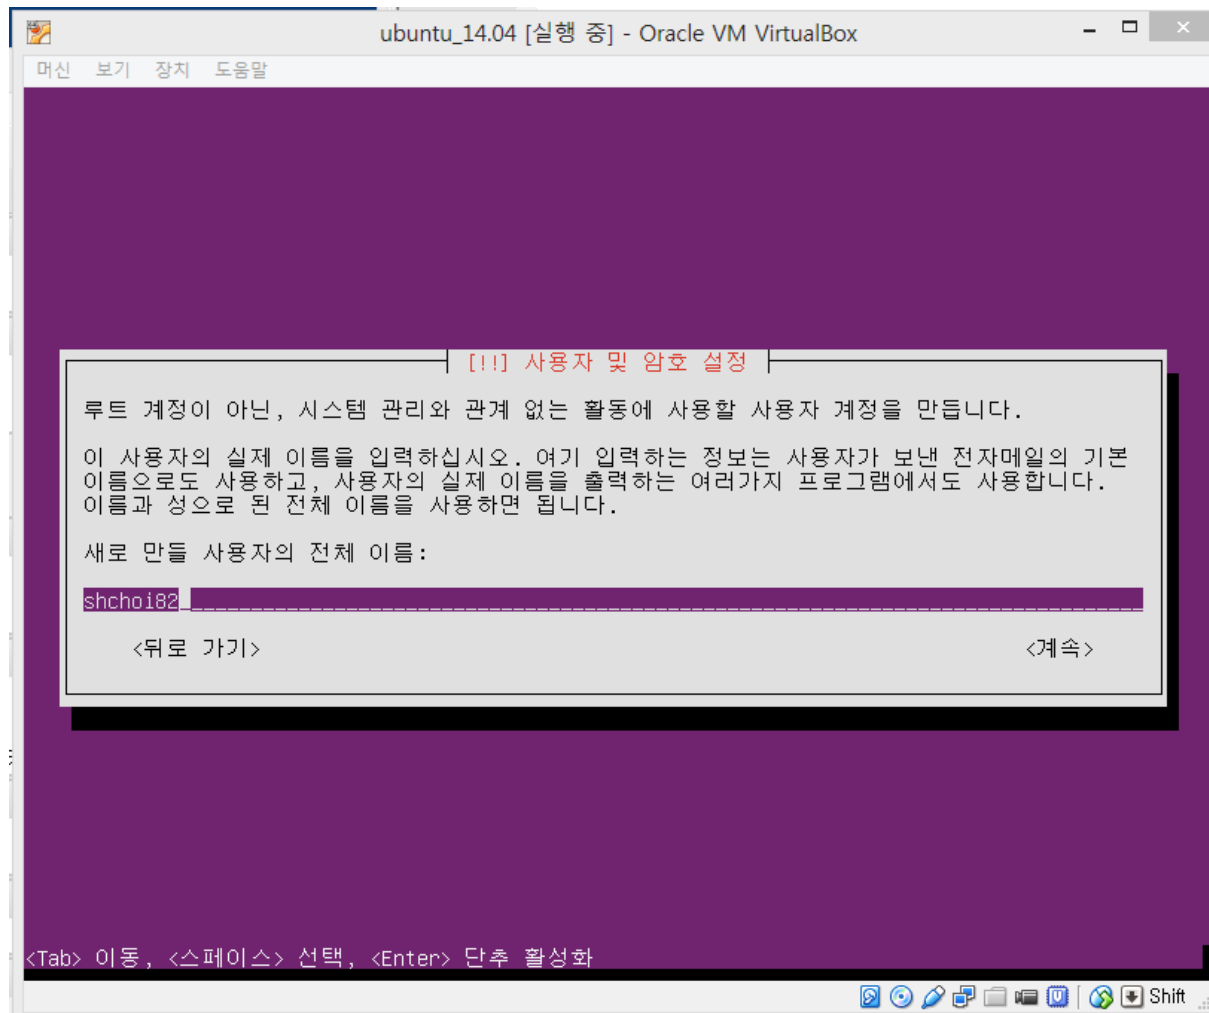 ubuntu_14.04 [실행 중] - Oracle VM VirtualBox
머신 보기 장치 도움말
[!!] 사용자 및 암호 설정
루트 계정이 아닌, 시스템 관리와 관계 없는 활동에 사용할 사용자 계정을 만듭니다.
이 사용자의 실제 이름을 입력하십시오. 여기 입력하는 정보는 사용자가 보낸 전자메일의 기본
이름으로도 사용하고, 사용자의 실제 이름을 출력하는 여러가지 프로그램에서도 사용합니다.
이름과 성으로 된 전체 이름을 사용하면 됩니다.
새로 만들 사용자의 전체 이름:
shchoi82
<뒤로 가기> <계속>
<Tab> 이동, <스페이스> 선택, <Enter> 단추 활성화
Shift